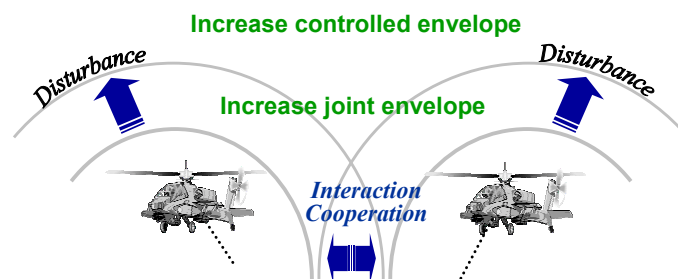 Increase controlled envelope
Disturbance
Disturbance
Increase joint envelope
Interaction
Cooperation